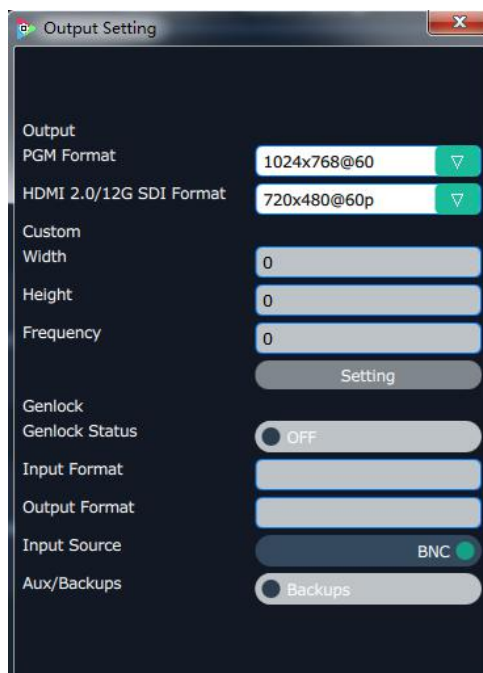 Output Setting
Output
PGM Format 1024x768@60
HDMI 2.0/12G SDI Format 720x480@60p
Custom
Width 0
Height 0
Frequency 0
Setting
Genlock
Genlock Status OFF
Input Format
Output Format
Input Source BNC
Aux/Backups Backups